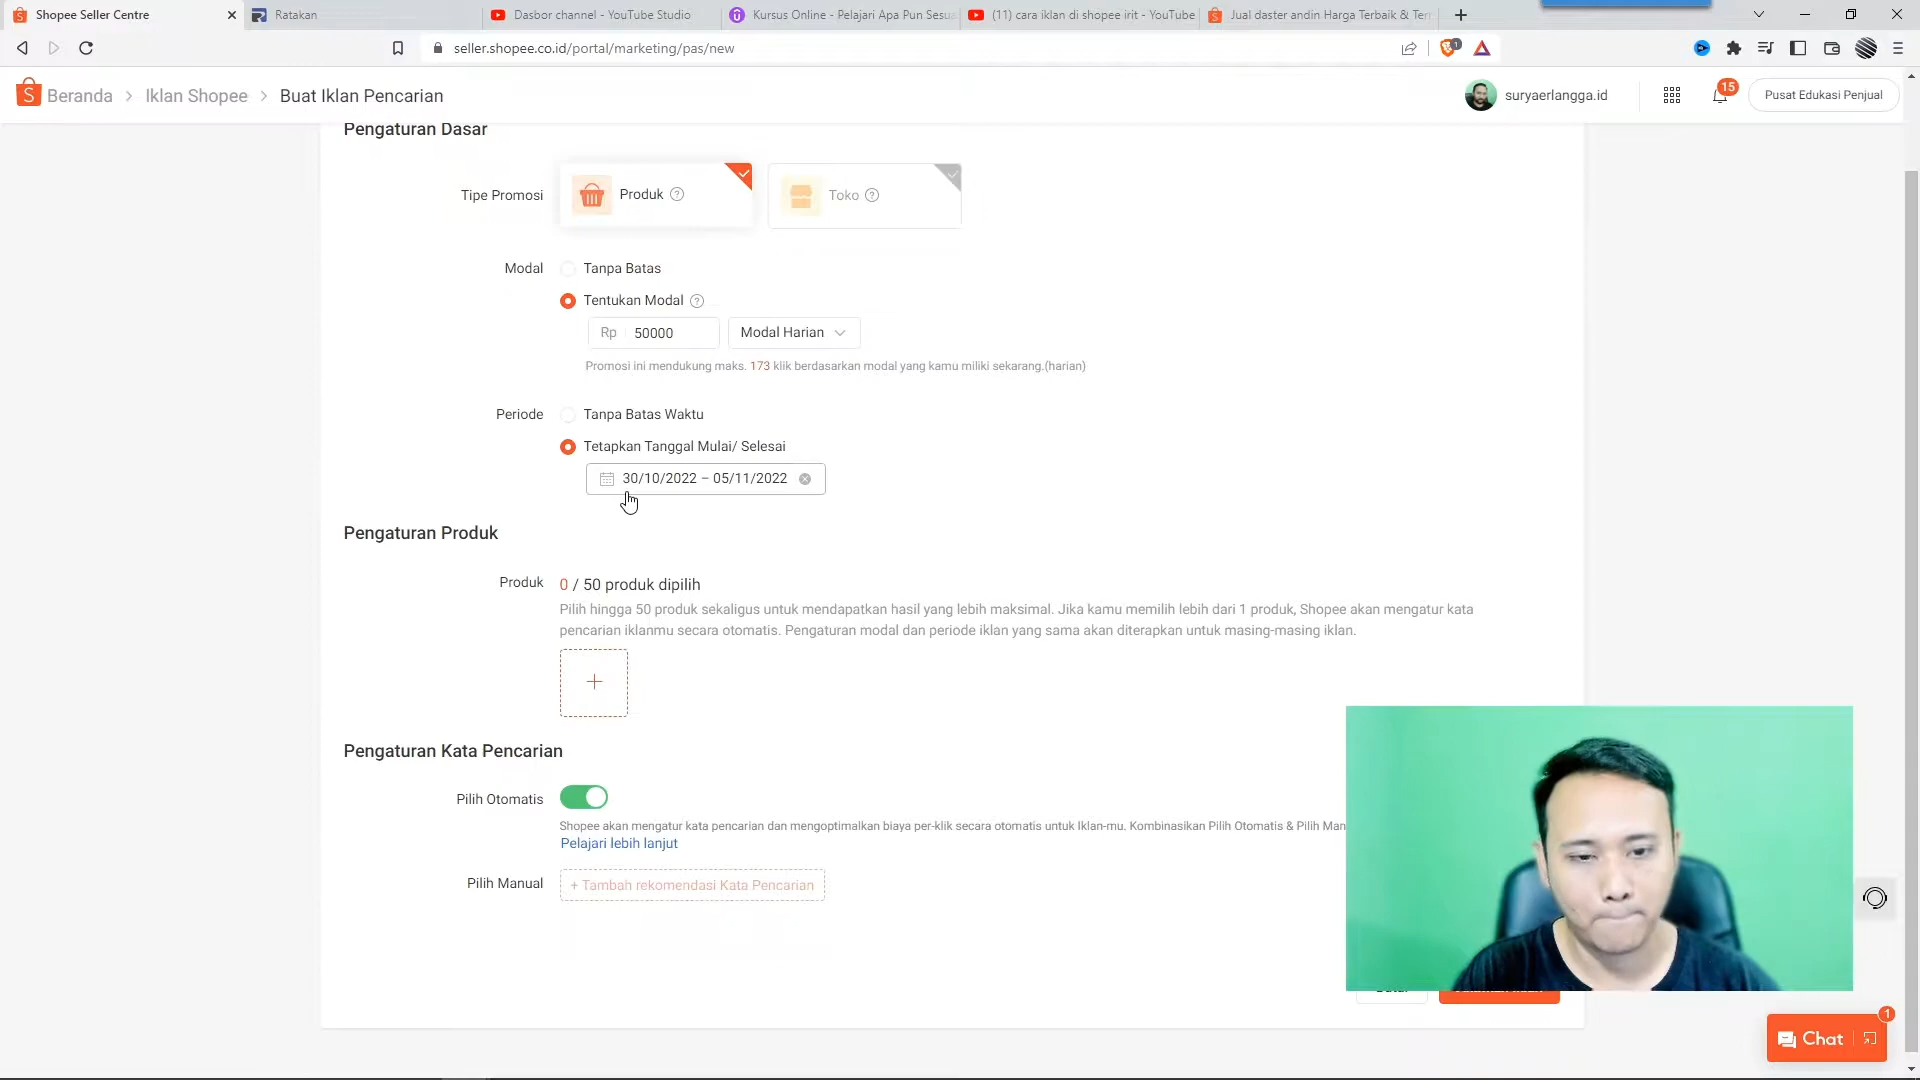 Shopee Seller Centre
Ratakan
Dasbor channel - YouTube Studio
Kursus Online - Pelajari Apa Pun Sesua
(11) cara iklan di shopee irit - YouTube
Jual daster andin Harga Terbaik & Ter
seller.shopee.co.id/portal/marketing/pas/new
1
Beranda > Iklan Shopee > Buat Iklan Pencarian
suryaerlangga.id
15
Pusat Edukasi Penjual
Pengaturan Dasar
Tipe Promosi
Produk
Toko
Modal
Tanpa Batas
Tentukan Modal
Rp 50000
Modal Harian
Promosi ini mendukung maks. 173 klik berdasarkan modal yang kamu miliki sekarang.(harian)
Periode
Tanpa Batas Waktu
Tetapkan Tanggal Mulai/ Selesai
30/10/2022 – 05/11/2022
Pengaturan Produk
Produk
0 / 50 produk dipilih
Pilih hingga 50 produk sekaligus untuk mendapatkan hasil yang lebih maksimal. Jika kamu memilih lebih dari 1 produk, Shopee akan mengatur kata
pencarian iklanmu secara otomatis. Pengaturan modal dan periode iklan yang sama akan diterapkan untuk masing-masing iklan.
Pengaturan Kata Pencarian
Pilih Otomatis
Shopee akan mengatur kata pencarian dan mengoptimalkan biaya per-klik secara otomatis untuk Iklan-mu. Kombinasikan Pilih Otomatis & Pilih Man
Pelajari lebih lanjut
Pilih Manual
+ Tambah rekomendasi Kata Pencarian
Chat
1